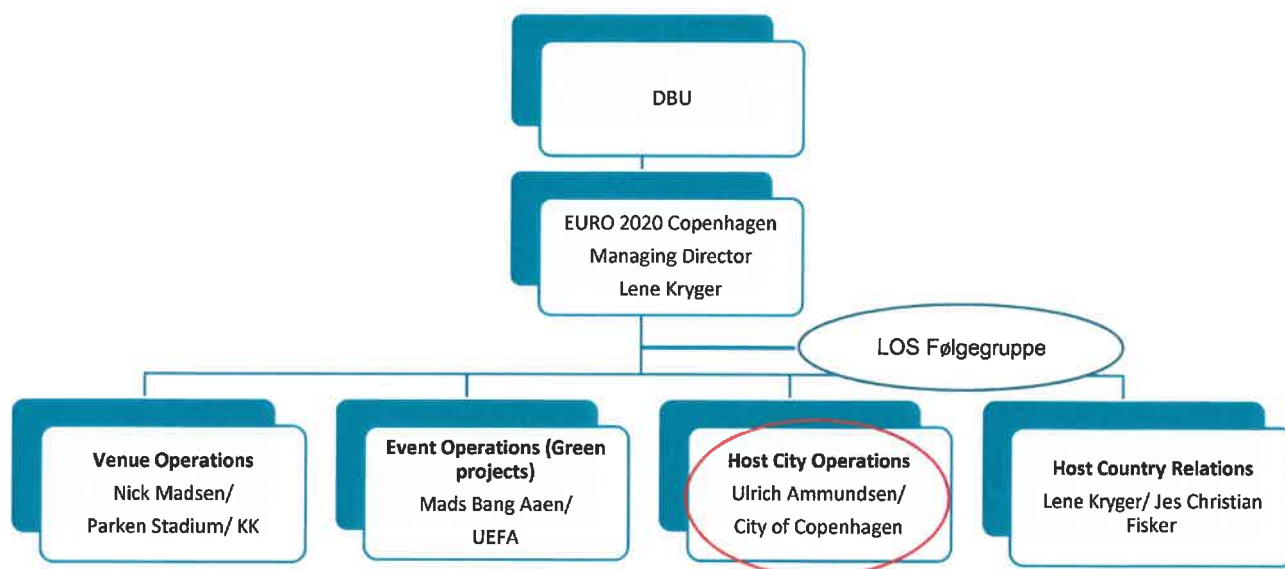 DBU
EURO 2020 Copenhagen
Managing Director
Lene Kryger
LOS Følgegruppe
Venue Operations
Nick Madsen/
Parken Stadium/ KK
Event Operations (Green
projects)
Mads Bang Aaen/
UEFA
Host City Operations
Ulrich Ammundsen/
City of Copenhagen
Host Country Relations
Lene Kryger/ Jes Christian
Fisker